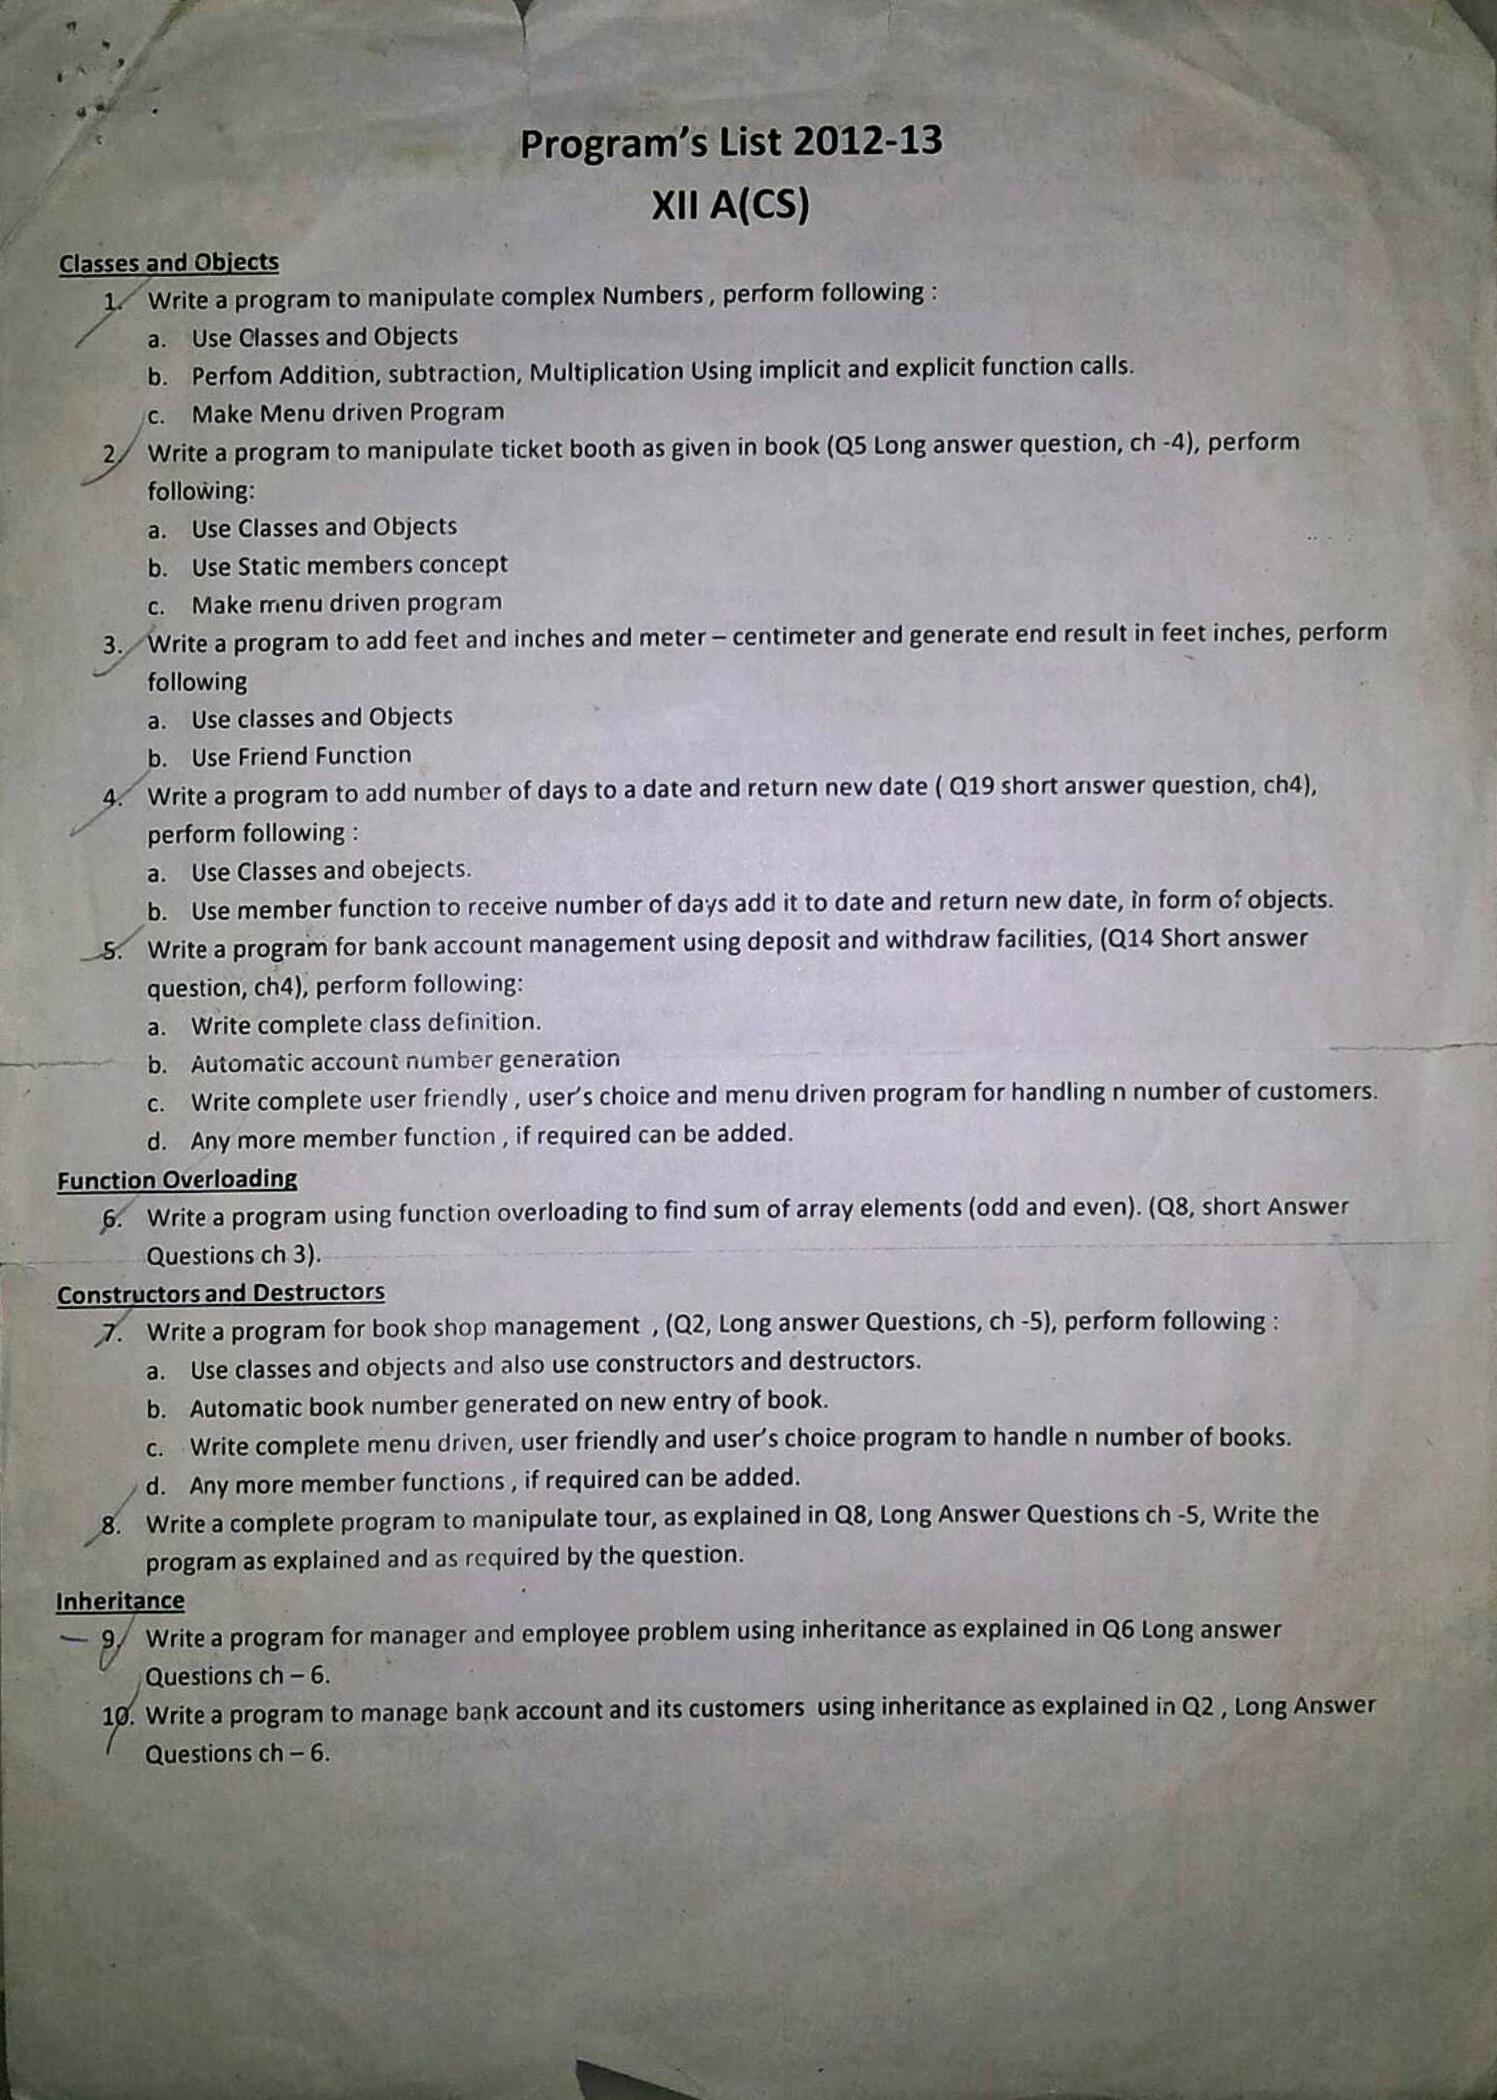 Program's List 2012-13
XII A(CS)
Classes and Objects
1. Write a program to manipulate complex Numbers , perform following :
a. Use Classes and Objects
b. Perfom Addition, subtraction, Multiplication Using implicit and explicit function calls.
c. Make Menu driven Program
2. Write a program to manipulate ticket booth as given in book (Q5 Long answer question, ch -4), perform
following:
a. Use Classes and Objects
b. Use Static members concept
c. Make menu driven program
3. Write a program to add feet and inches and meter – centimeter and generate end result in feet inches, perform
following
a. Use classes and Objects
b. Use Friend Function
4. Write a program to add number of days to a date and return new date ( Q19 short answer question, ch4),
perform following :
a. Use Classes and obejects.
b. Use member function to receive number of days add it to date and return new date, in form of objects.
5. Write a program for bank account management using deposit and withdraw facilities, (Q14 Short answer
question, ch4), perform following:
a. Write complete class definition.
b. Automatic account number generation
c. Write complete user friendly , user's choice and menu driven program for handling n number of customers.
d. Any more member function , if required can be added.
Function Overloading
6. Write a program using function overloading to find sum of array elements (odd and even). (Q8, short Answer
Questions ch 3).
Constructors and Destructors
7. Write a program for book shop management , (Q2, Long answer Questions, ch -5), perform following :
a. Use classes and objects and also use constructors and destructors.
b. Automatic book number generated on new entry of book.
c. Write complete menu driven, user friendly and user's choice program to handle n number of books.
d. Any more member functions , if required can be added.
8. Write a complete program to manipulate tour, as explained in Q8, Long Answer Questions ch -5, Write the
program as explained and as required by the question.
Inheritance
9. Write a program for manager and employee problem using inheritance as explained in Q6 Long answer
Questions ch – 6.
10. Write a program to manage bank account and its customers using inheritance as explained in Q2 , Long Answer
Questions ch – 6.